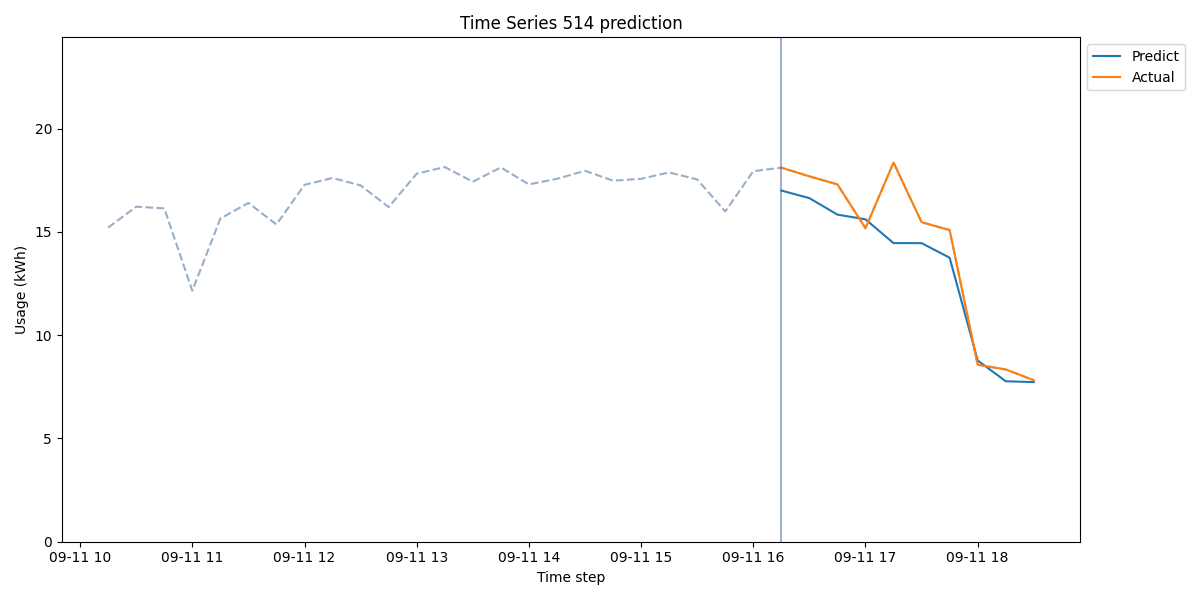 Time Series 514 prediction
Predict
Actual
Usage (kWh)
20
15
10
5
0
09-11 10
09-11 11
09-11 12
09-11 13
09-11 14
09-11 15
09-11 16
09-11 17
09-11 18
Time step